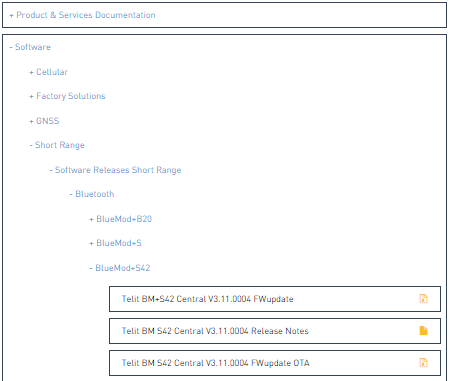 + Product & Services Documentation
- Software
+ Cellular
+ Factory Solutions
+ GNSS
- Short Range
- Software Releases Short Range
- Bluetooth
+ BlueMod+B20
+ BlueMod+S
- BlueMod+S42
Telit BM+S42 Central V3.11.0004 FWupdate
Telit BM S42 Central V3.11.0004 Release Notes
Telit BM S42 Central V3.11.0004 FWupdate OTA